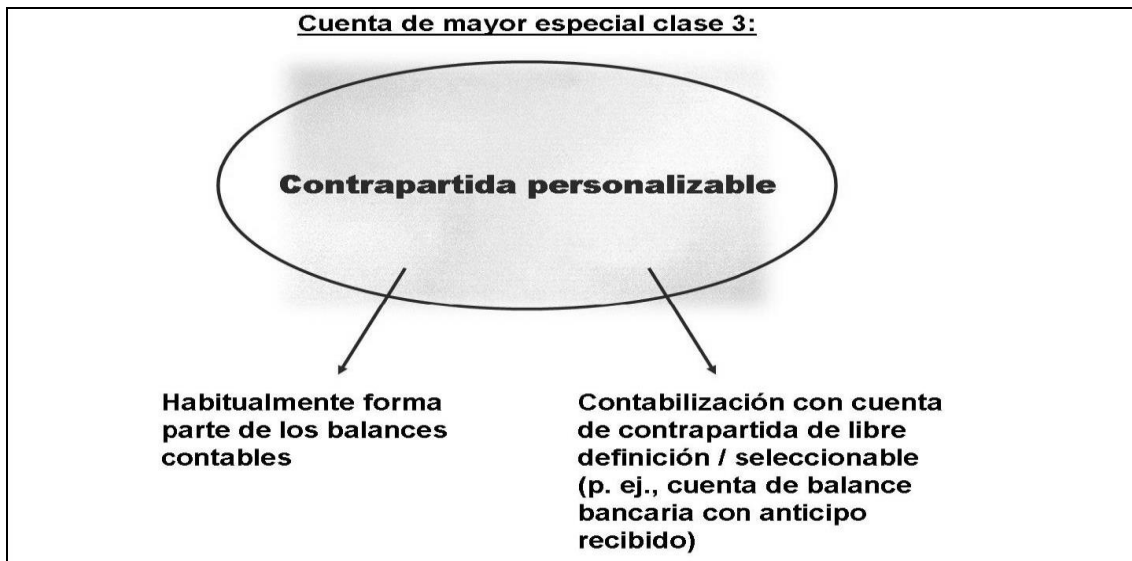 Cuenta de mayor especial clase 3:
Contrapartida personalizable
Habitualmente forma
parte de los balances
contables
Contabilización con cuenta
de contrapartida de libre
definición / seleccionable
(p. ej., cuenta de balance
bancaria con anticipo
recibido)